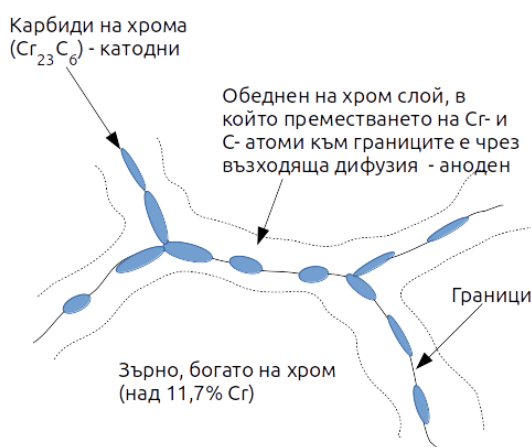 Карбиди на хрома
(Cr₂₃C₆) - катодни
Обеднен на хром слой, в
който преместването на Cr- и
C- атоми към границите е чрез
възходяща дифузия - аноден
Граници
Зърно, богато на хром
(над 11,7% Cr)